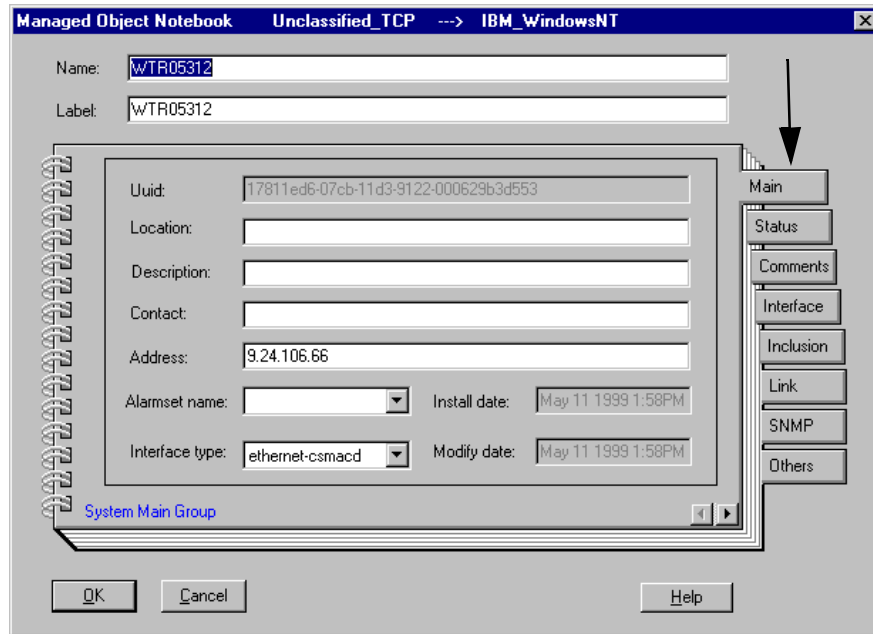 Managed Object Notebook Unclassified_TCP ---> IBM_WindowsNT
Name: WTR05312
Label: WTR05312
Uuid: 17811ed6-07cb-11d3-9122-000629b3d553
Location:
Description:
Contact:
Address: 9.24.106.66
Alarmset name: Install date: May 11 1999 1:58PM
Interface type: ethernet-csmacd Modify date: May 11 1999 1:58PM
System Main Group
Main
Status
Comments
Interface
Inclusion
Link
SNMP
Others
OK Cancel Help